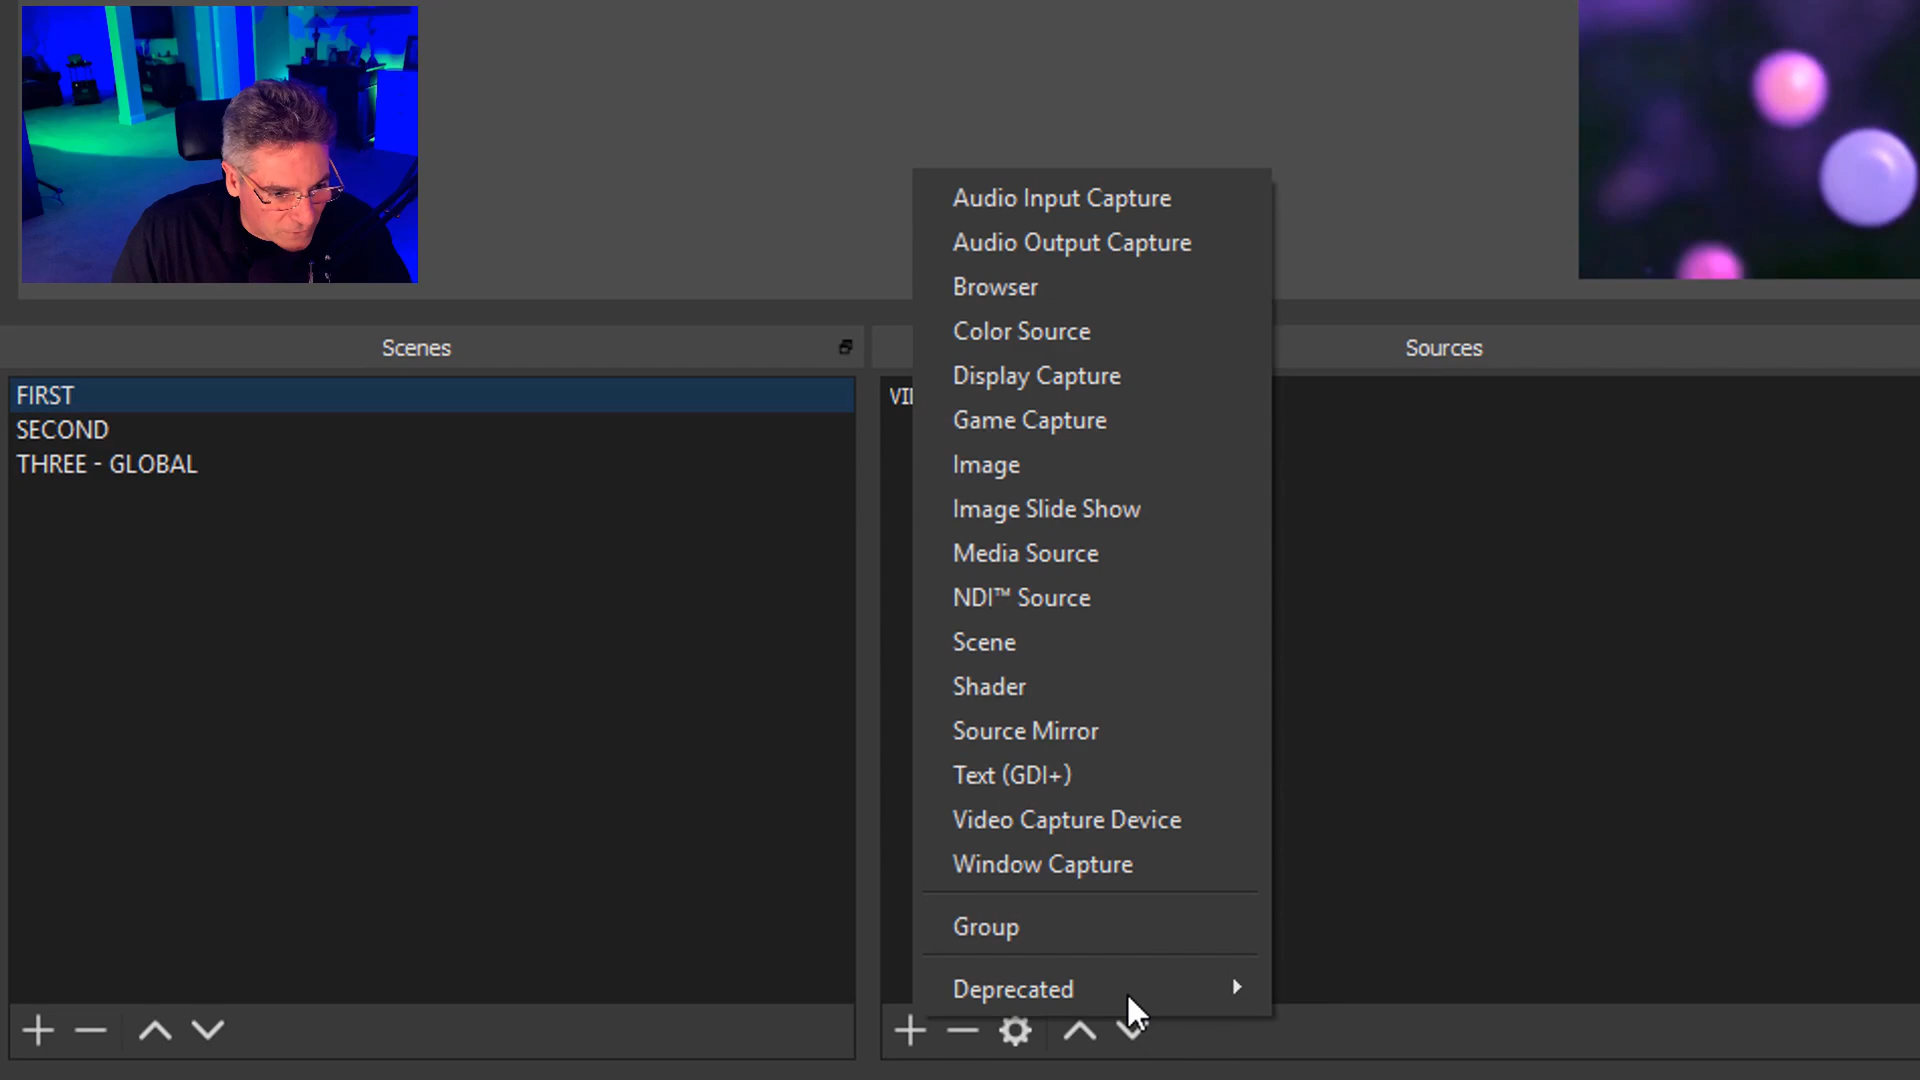 Scenes
FIRST
SECOND
THREE - GLOBAL
Sources
Audio Input Capture
Audio Output Capture
Browser
Color Source
Display Capture
Game Capture
Image
Image Slide Show
Media Source
NDI™ Source
Scene
Shader
Source Mirror
Text (GDI+)
Video Capture Device
Window Capture
Group
Deprecated